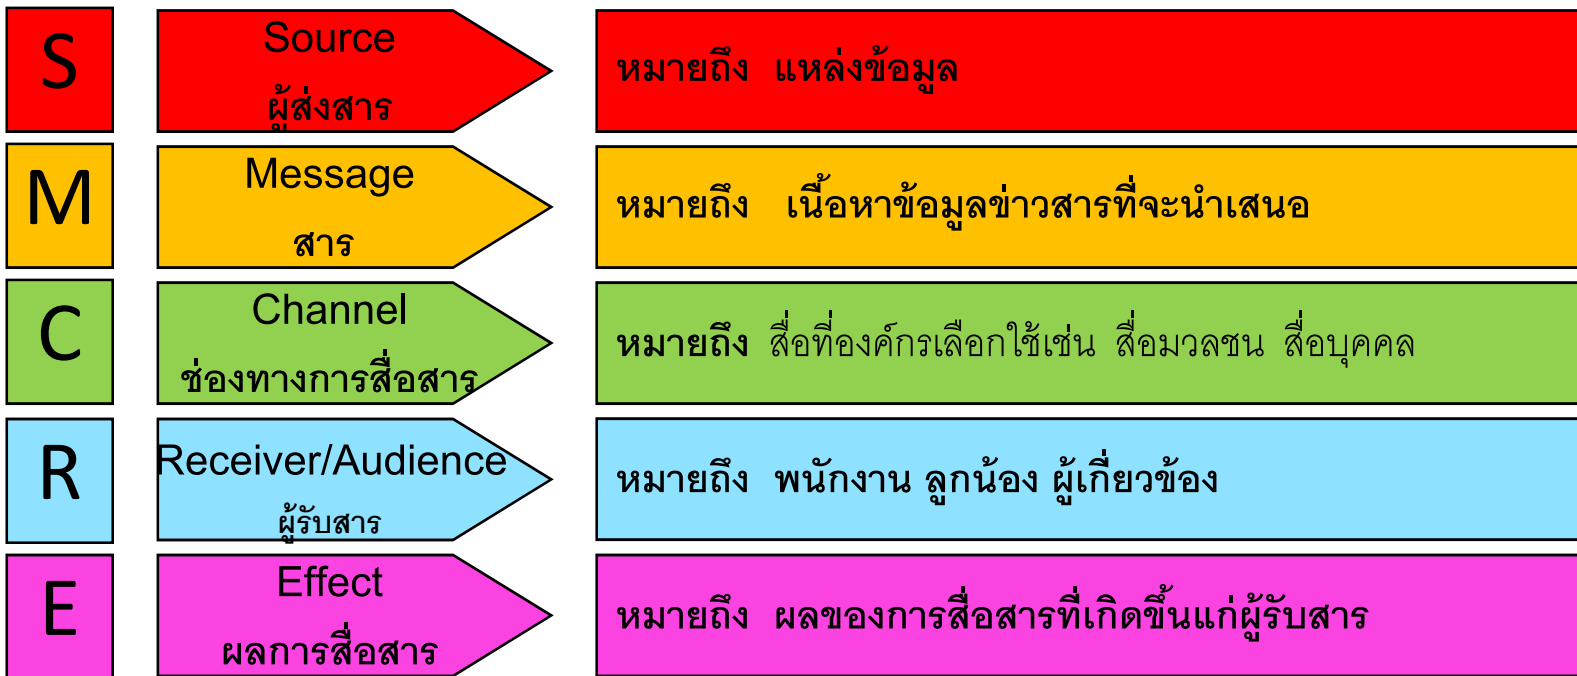 S
Source
ผู้ส่งสาร
หมายถึง แหล่งข้อมูล
M
Message
สาร
หมายถึง เนื้อหาข้อมูลข่าวสารที่จะนำเสนอ
C
Channel
ช่องทางการสื่อสาร
หมายถึง สื่อที่องค์กรเลือกใช้เช่น สื่อมวลชน สื่อบุคคล
R
Receiver/Audience
ผู้รับสาร
หมายถึง พนักงาน ลูกน้อง ผู้เกี่ยวข้อง
E
Effect
ผลการสื่อสาร
หมายถึง ผลของการสื่อสารที่เกิดขึ้นแก่ผู้รับสาร